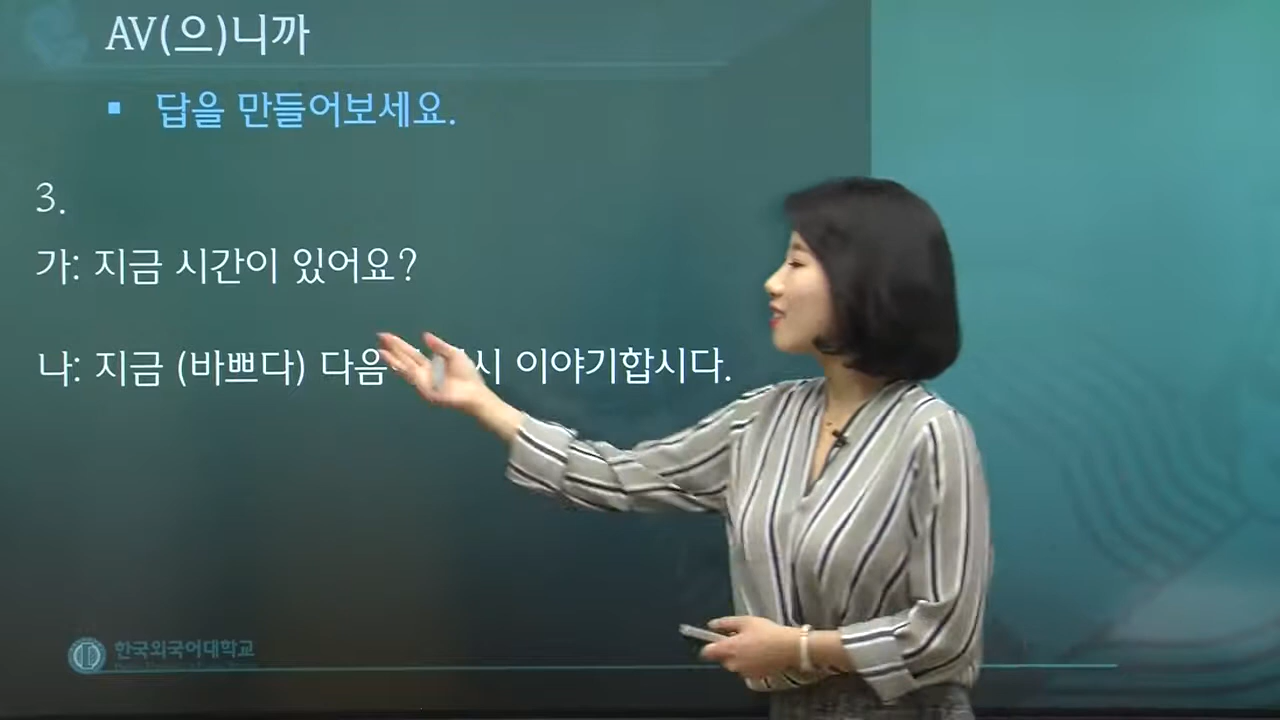 AV(으)니까
▪ 답을 만들어보세요.
3.
가: 지금 시간이 있어요?
나: 지금 (바쁘다) 다음 이야기합시다.
한국외국어대학교